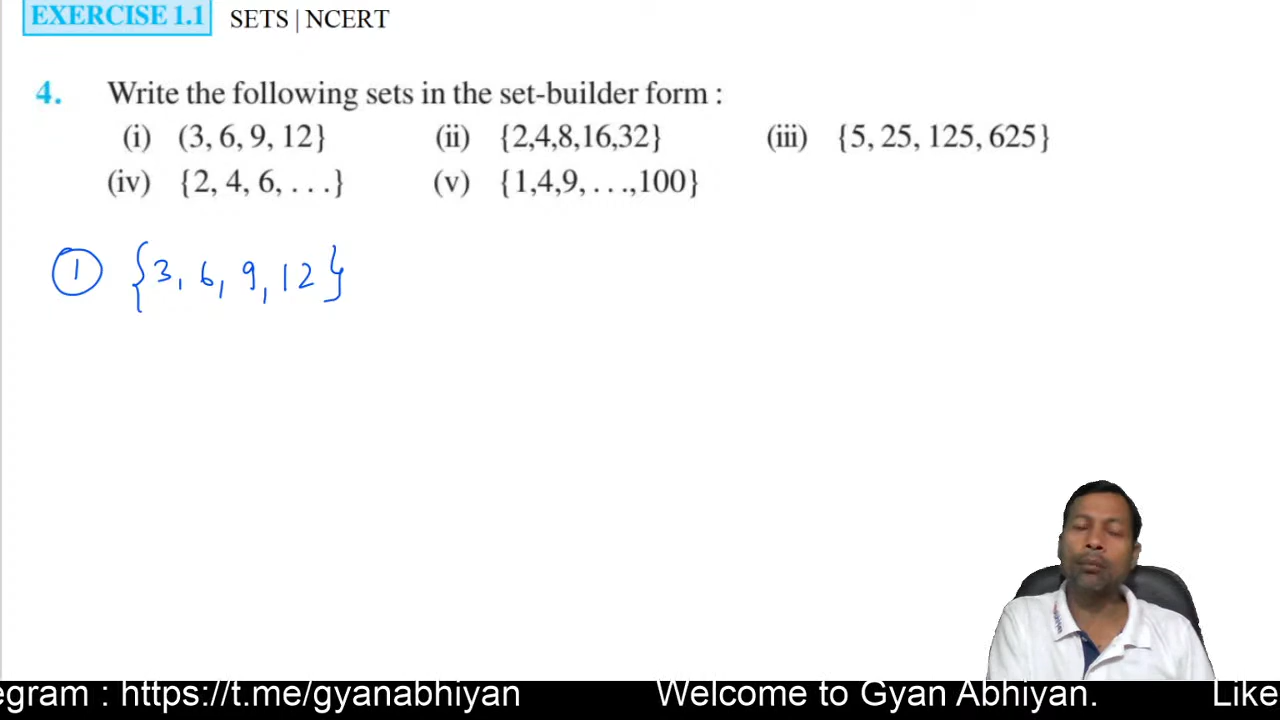 EXERCISE 1.1 SETS | NCERT
4. Write the following sets in the set-builder form :
(i) (3, 6, 9, 12} (ii) {2,4,8,16,32} (iii) {5, 25, 125, 625}
(iv) {2, 4, 6, . . .} (v) {1,4,9, . . .,100}
① {3, 6, 9, 12}
egram : https://t.me/gyanabhiyan Welcome to Gyan Abhiyan. Like